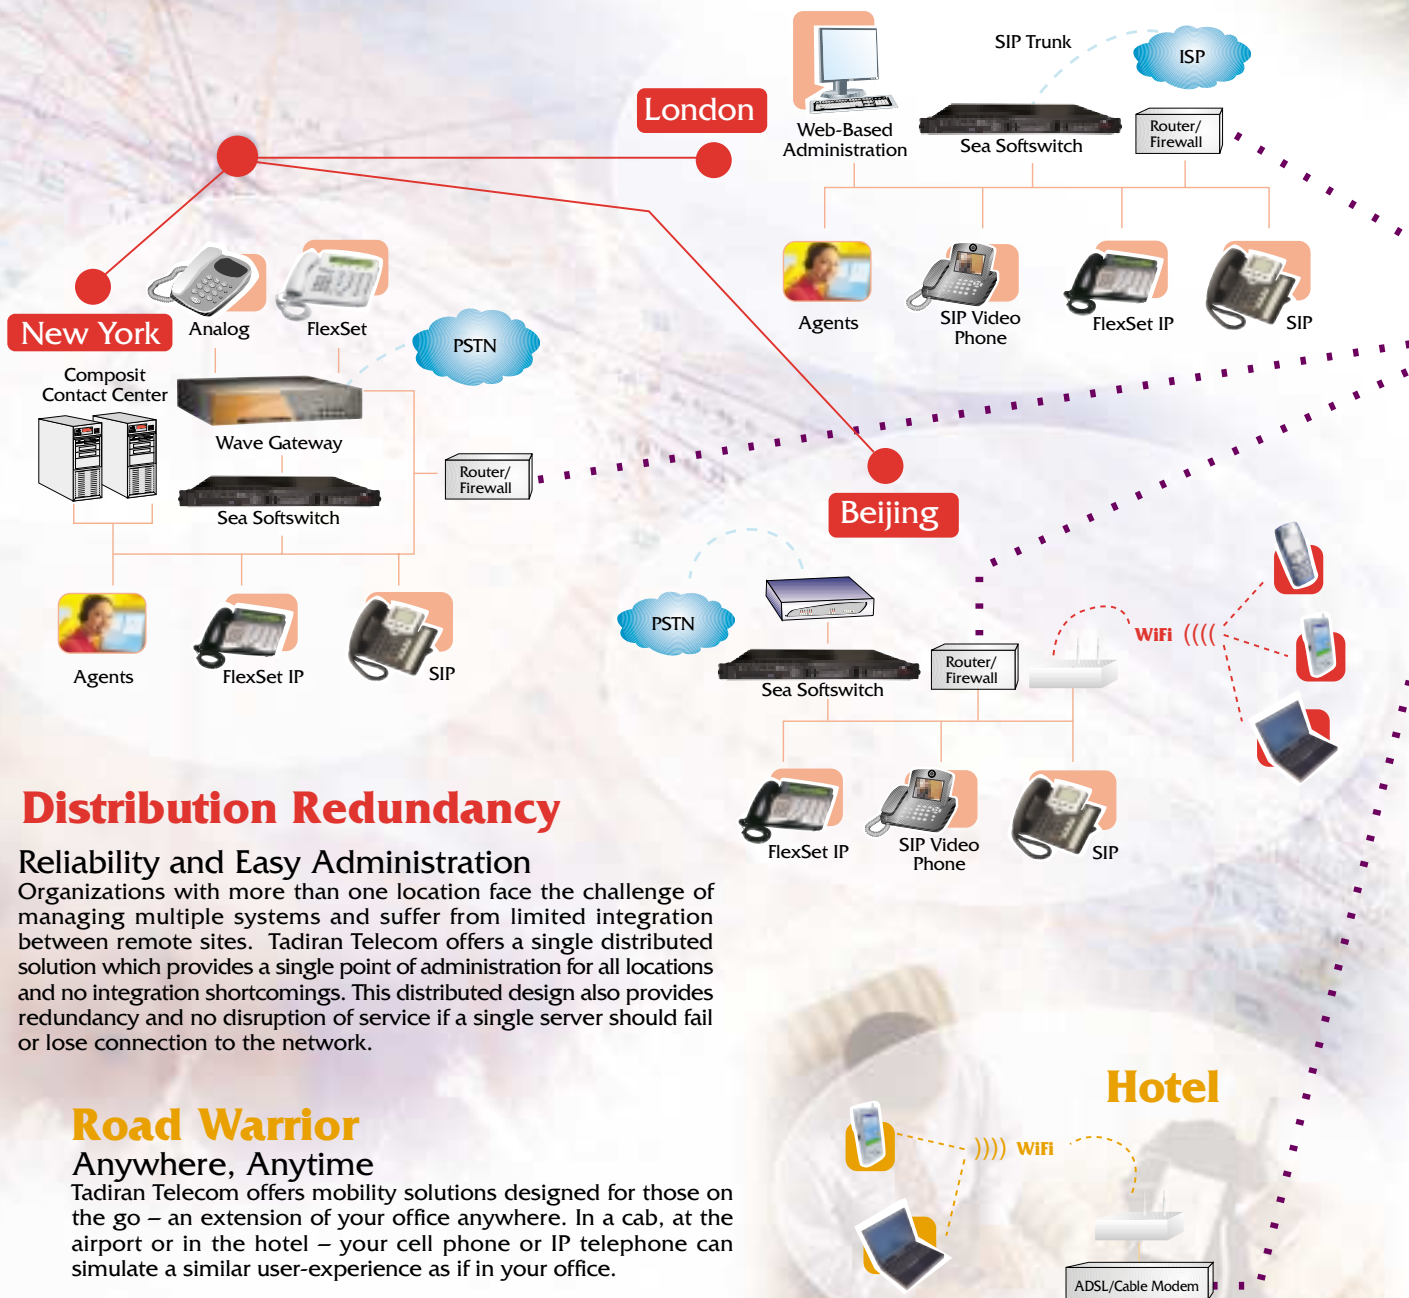 SIP Trunk
ISP
London
Web-Based
Administration
Sea Softswitch
Router/
Firewall
Agents
SIP Video
Phone
FlexSet IP
SIP
New York
Analog
FlexSet
PSTN
Composit
Contact Center
Wave Gateway
Router/
Firewall
Sea Softswitch
Agents
FlexSet IP
SIP
Beijing
PSTN
Sea Softswitch
Router/
Firewall
WiFi
FlexSet IP
SIP Video
Phone
SIP
Distribution Redundancy
Reliability and Easy Administration
Organizations with more than one location face the challenge of
managing multiple systems and suffer from limited integration
between remote sites. Tadiran Telecom offers a single distributed
solution which provides a single point of administration for all locations
and no integration shortcomings. This distributed design also provides
redundancy and no disruption of service if a single server should fail
or lose connection to the network.
Road Warrior
Anywhere, Anytime
Tadiran Telecom offers mobility solutions designed for those on
the go – an extension of your office anywhere. In a cab, at the
airport or in the hotel – your cell phone or IP telephone can
simulate a similar user-experience as if in your office.
Hotel
WiFi
ADSL/Cable Modem